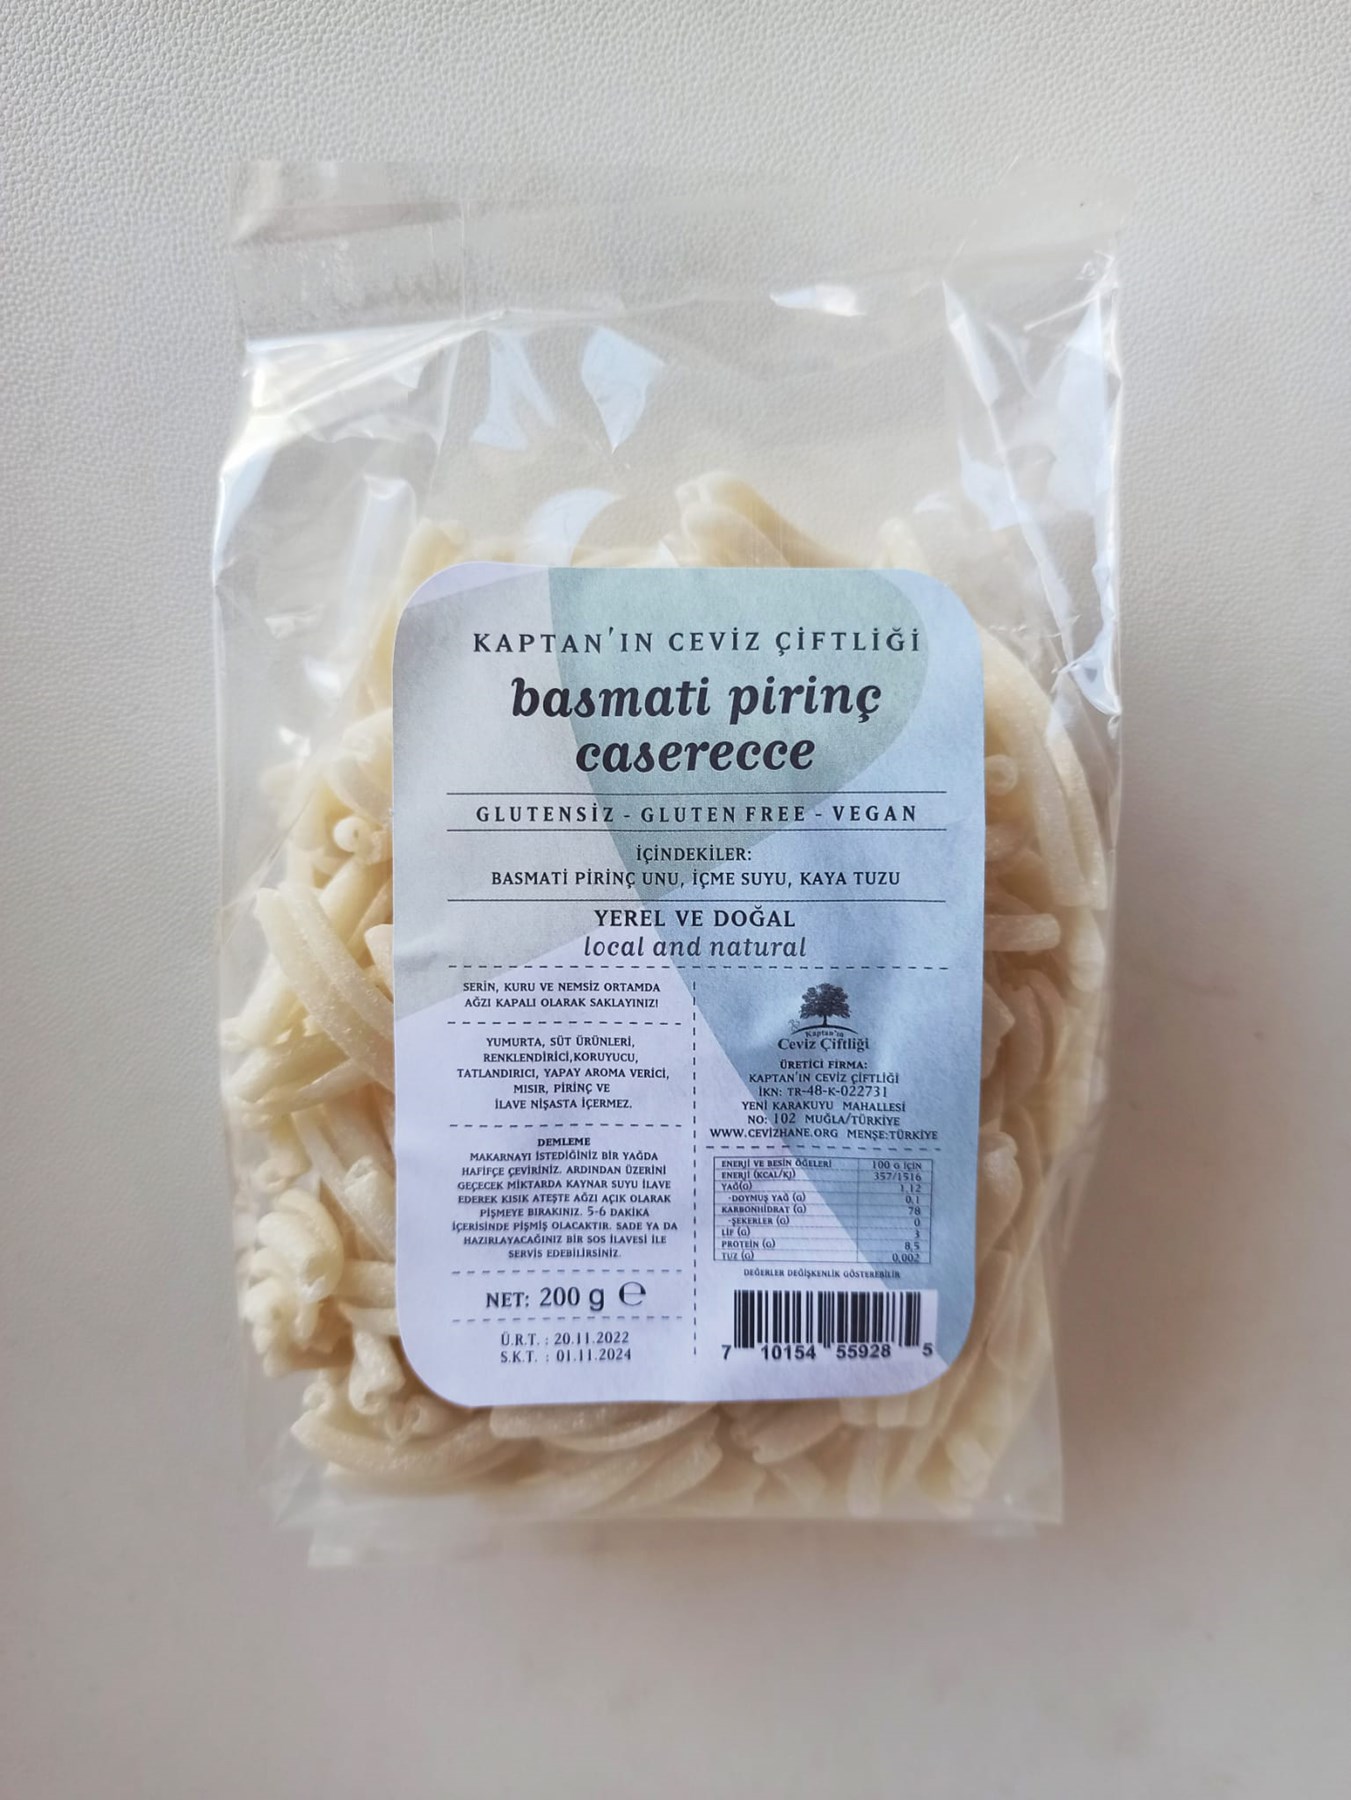 KAPTAN'IN CEVİZ ÇİFTLİĞİ
basmati pirinç
caserecce
GLUTENSİZ - GLUTEN FREE - VEGAN
İÇİNDEKİLER:
BASMATİ PİRİNÇ UNU, İÇME SUYU, KAYA TUZU
YEREL VE DOĞAL
local and natural
SERİN, KURU VE NEMSİZ ORTAMDA
AĞZI KAPALI OLARAK SAKLAYINIZ!
YUMURTA, SÜT ÜRÜNLERİ,
RENKLENDİRİCİ,KORUYUCU,
TATLANDIRICI, YAPAY AROMA VERİCİ,
MISIR, PİRİNÇ VE
İLAVE NİŞASTA İÇERMEZ.
DEMLEME
MAKARNAYI İSTEDİĞİNİZ BİR YAĞDA
HAFİFÇE ÇEVİRİNİZ. ARDINDAN ÜZERİNİ
GEÇECEK MİKTARDA KAYNAR SUYU İLAVE
EDEREK KISIK ATEŞTE AĞZI AÇIK OLARAK
PİŞMEYE BIRAKINIZ. 5-6 DAKİKA
İÇERİSİNDE PİŞMİŞ OLACAKTIR. SADE YA DA
HAZIRLAYACAĞINIZ BİR SOS İLAVESİ İLE
SERVİS EDEBİLİRSİNİZ.
NET: 200 g ℮
Ü.R.T. : 20.11.2022
S.K.T. : 01.11.2024
Kaptan'ın
Ceviz Çiftliği
ÜRETİCİ FİRMA:
KAPTAN'IN CEVİZ ÇİFTLİĞİ
İKN: TR-48-K-022731
YENİ KARAKUYU MAHALLESİ
NO: 102 MUĞLA/TÜRKİYE
WWW.CEVIZHANE.ORG MENŞE:TÜRKİYE
ENERJİ VE BESİN ÖĞELERİ 100 G İÇİN
ENERJİ (KCAL/KJ) 357/1516
YAĞ(G) 1,12
-DOYMUŞ YAĞ (G) 0,1
KARBONHİDRAT (G) 78
-ŞEKERLER (G) 0
LİF (G) 3
PROTEİN (G) 8,5
TUZ (G) 0,002
DEĞERLER DEĞİŞKENLİK GÖSTEREBİLİR
7 10154 55928 5